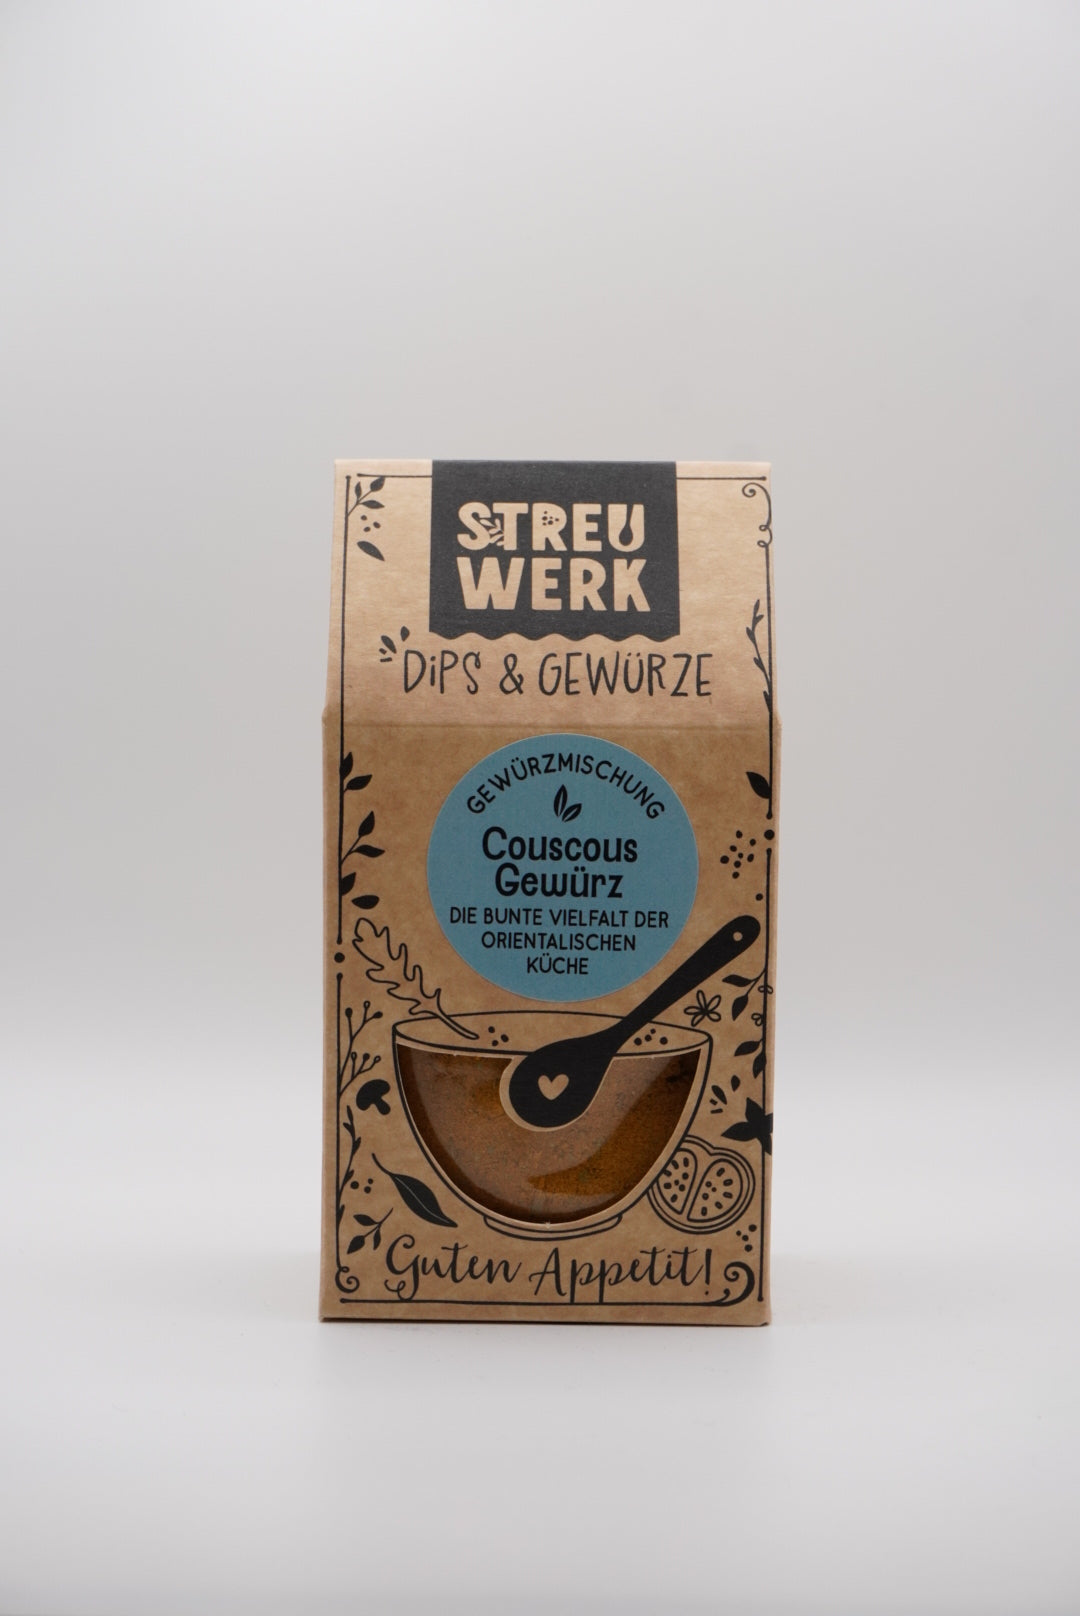 STREU
WERK
DiPS & GEWÜRZE
GEWÜRZMISCHUNG
Couscous
Gewürz
DIE BUNTE VIELFALT DER
ORIENTALISCHEN
KÜCHE
Guten Appetit!